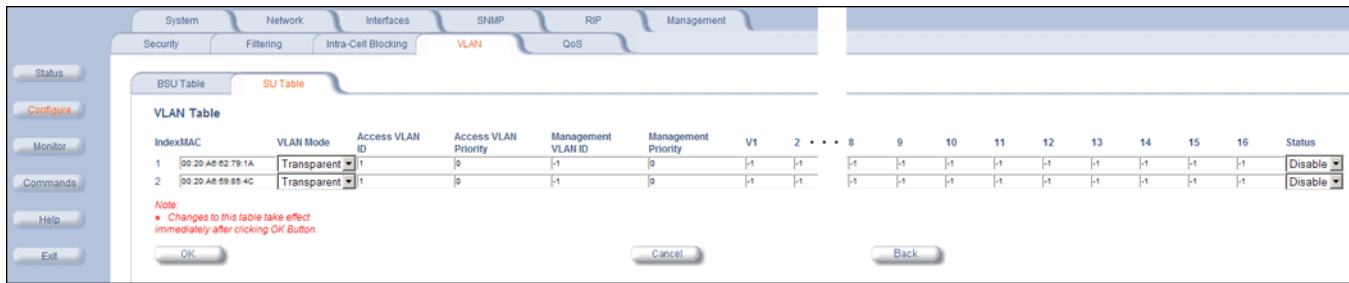 System Network Interfaces SNMP RIP Management
Security Filtering Intra-Cell Blocking VLAN QoS
Status
BSU Table SU Table
Configure
VLAN Table
Monitor
IndexMAC VLAN Mode Access VLAN ID Access VLAN Priority Management VLAN ID Management Priority V1 2 • • • 8 9 10 11 12 13 14 15 16 Status
1 00:20:A6:62:79:1A Transparent 1 0 -1 0 -1 -1 -1 -1 -1 -1 -1 -1 -1 -1 -1 Disable
Commands
2 00:20:A6:59:85:4C Transparent 1 0 -1 0 -1 -1 -1 -1 -1 -1 -1 -1 -1 -1 -1 Disable
Note:
Help
• Changes to this table take effect
immediately after clicking OK Button.
Exit
OK Cancel Back